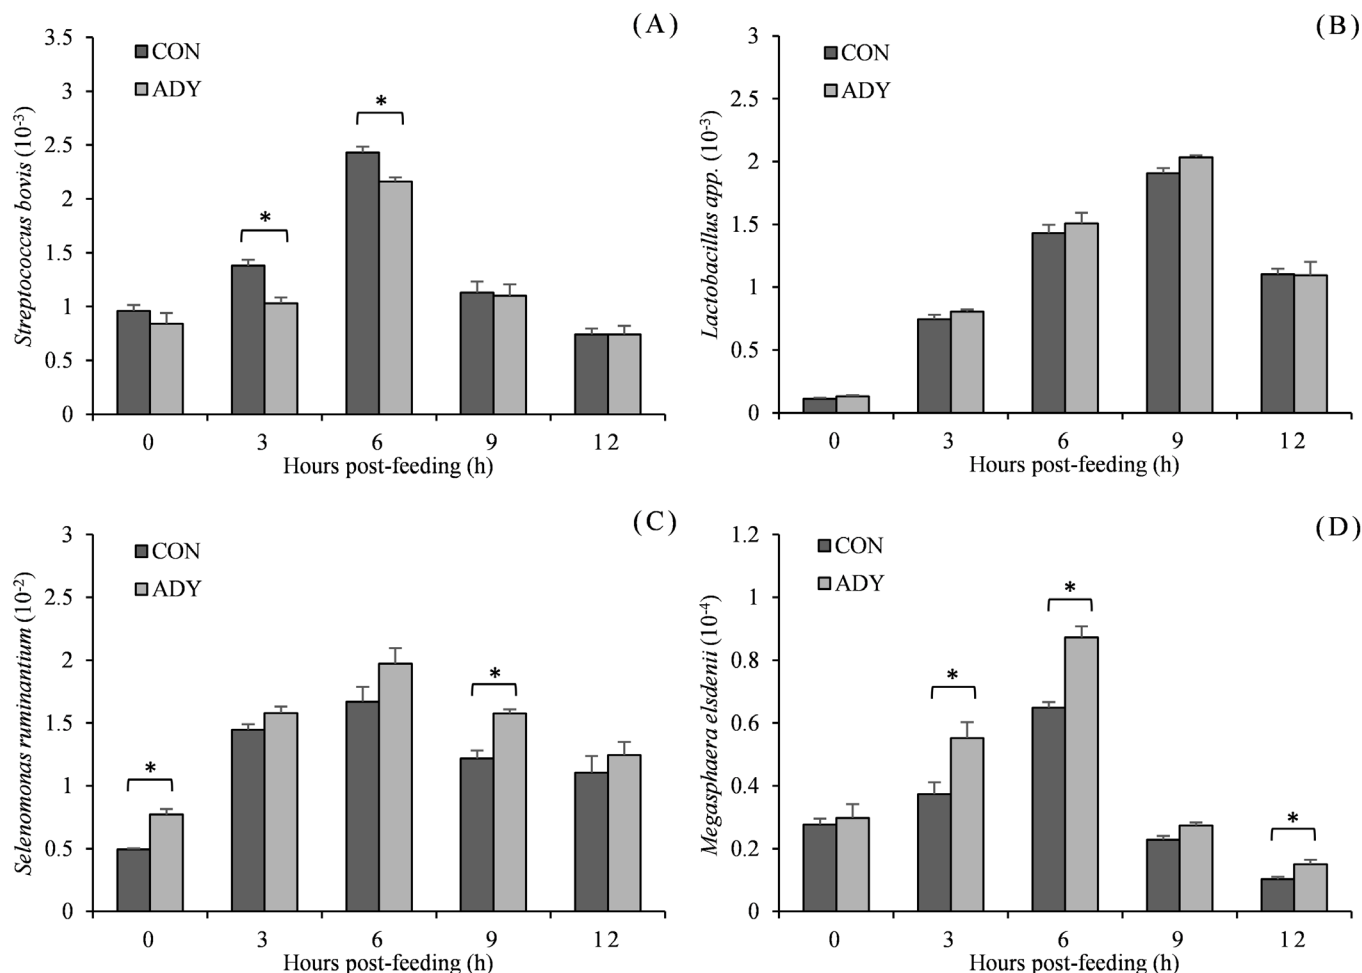 (A)
3.5
3
2.5
2
1.5
1
0.5
0
Streptococcus bovis (10-3)
CON
ADY
*
*
0 3 6 9 12
Hours post-feeding (h)
(B)
3
2.5
2
1.5
1
0.5
0
Lactobacillus app. (10-3)
CON
ADY
0 3 6 9 12
Hours post-feeding (h)
(C)
3
2.5
2
1.5
1
0.5
0
Selenomonas ruminantium (10-2)
CON
ADY
*
*
0 3 6 9 12
Hours post-feeding (h)
(D)
1.2
1
0.8
0.6
0.4
0.2
0
Megasphaera elsdenii (10-4)
CON
ADY
*
*
*
0 3 6 9 12
Hours post-feeding (h)